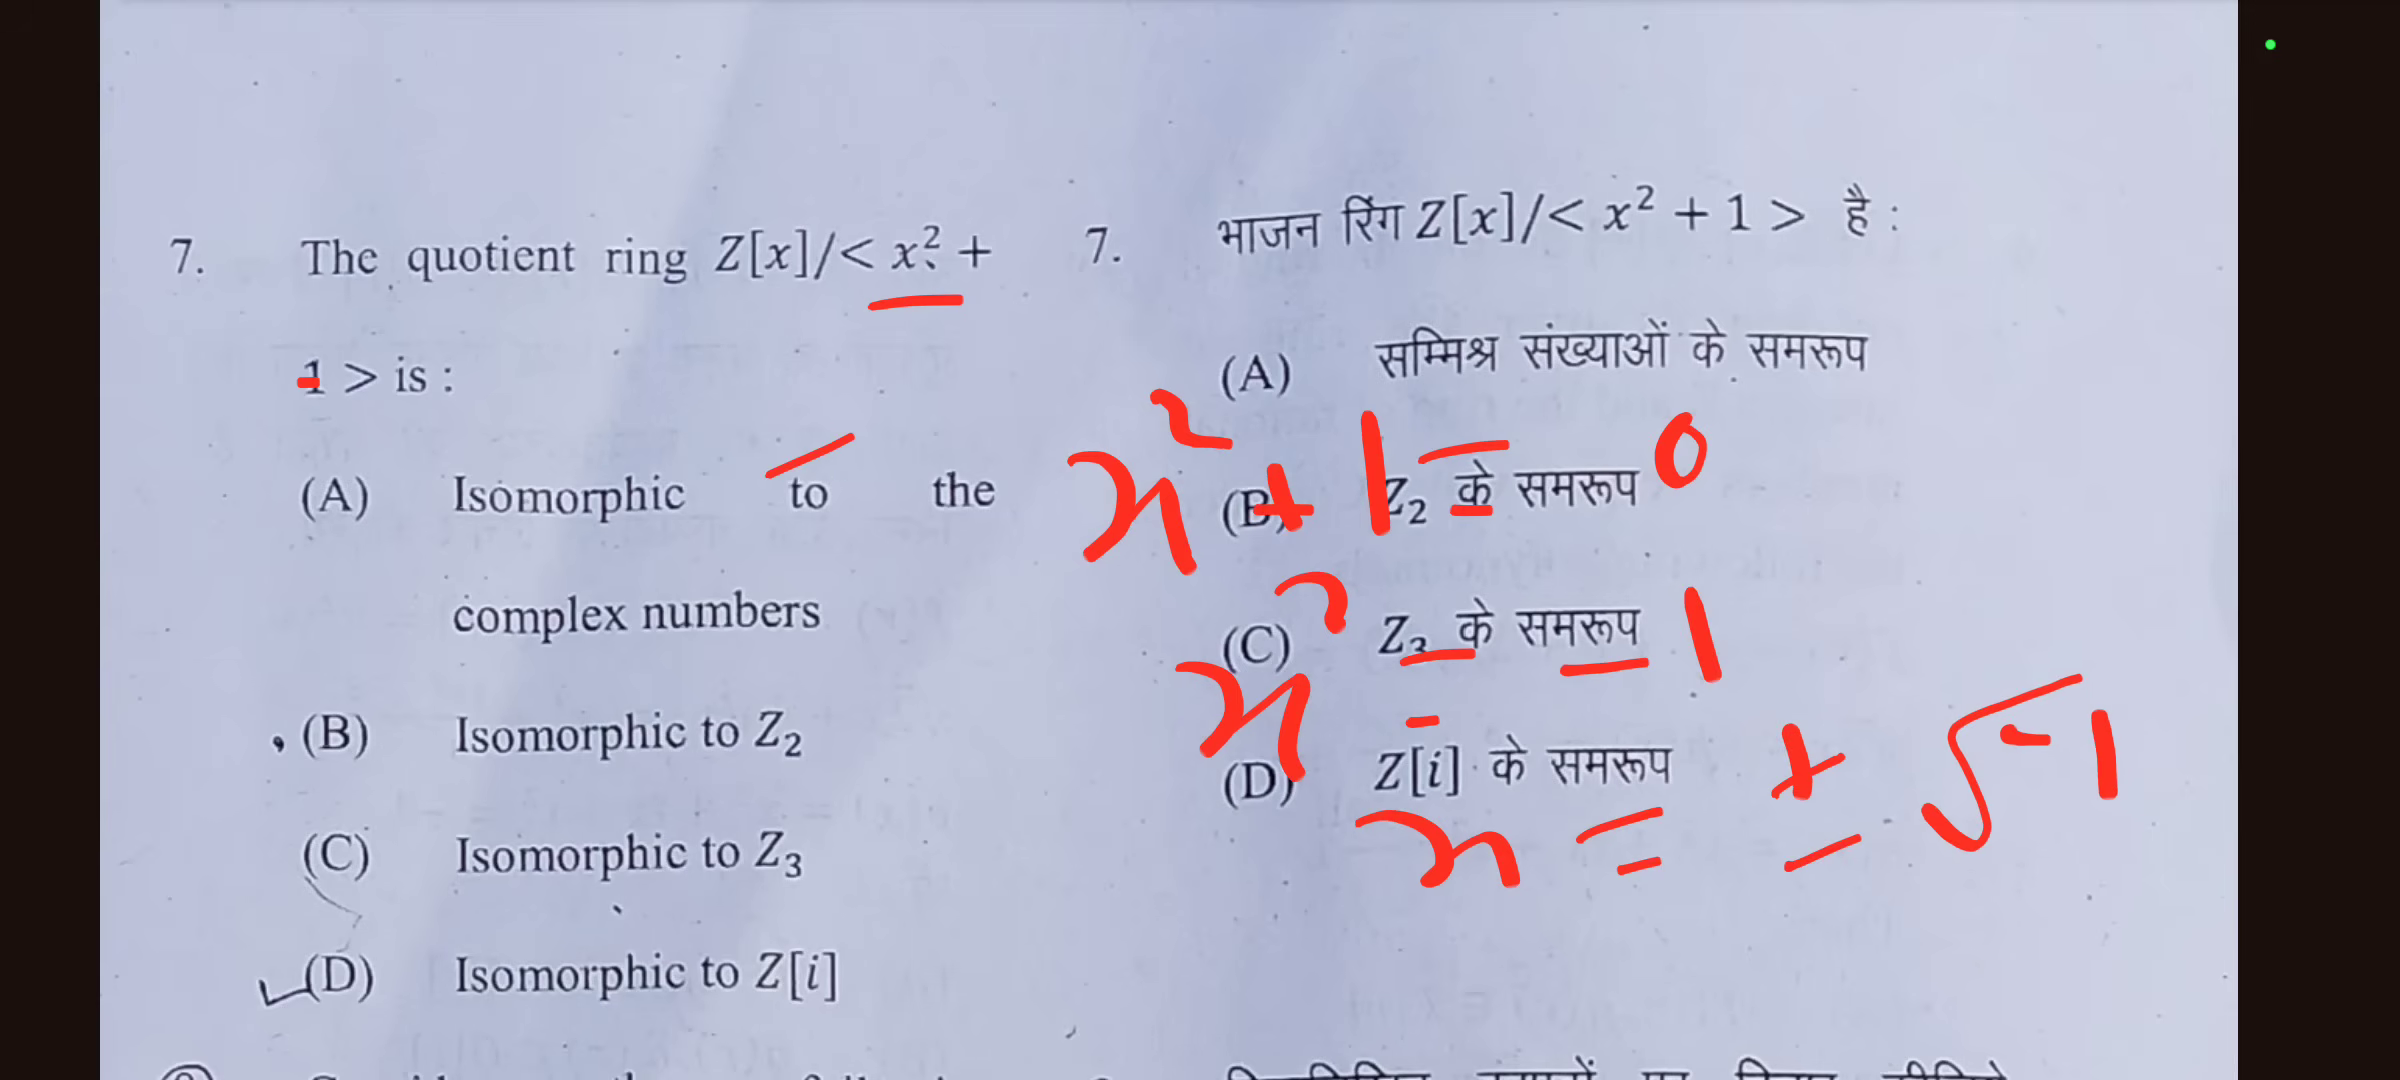 7. The quotient ring Z[x]/< x² +
1 > is :
(A) Isomorphic to the
complex numbers
(B) Isomorphic to Z₂
(C) Isomorphic to Z₃
(D) Isomorphic to Z[i]
7. भाजन रिंग Z[x]/< x² + 1 > है :
(A) सम्मिश्र संख्याओं के समरूप
(B) Z₂ के समरूप
(C) Z₃ के समरूप
(D) Z[i] के समरूप
x² + 1 = 0
x² = - 1
x = ± √-1